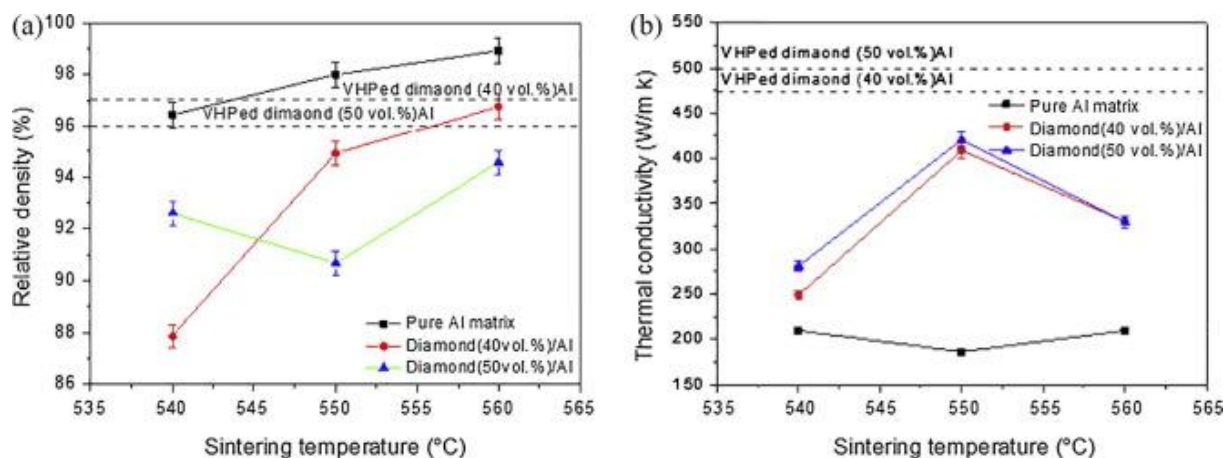 (a)
100
98
96
94
92
90
88
86
Relative density (%)
VHPed dimaond (40 vol.%)Al
VHPed dimaond (50 vol.%)Al
Pure Al matrix
Diamond(40vol.%)/Al
Diamond(50vol.%)/Al
535 540 545 550 555 560 565
Sintering temperature (°C)
(b)
550
500
450
400
350
300
250
200
150
Thermal conductivity (W/m k)
VHPed dimaond (50 vol.%)Al
VHPed dimaond (40 vol.%)Al
Pure Al matrix
Diamond(40 vol.%)/Al
Diamond(50 vol.%)/Al
535 540 545 550 555 560 565
Sintering temperature (°C)